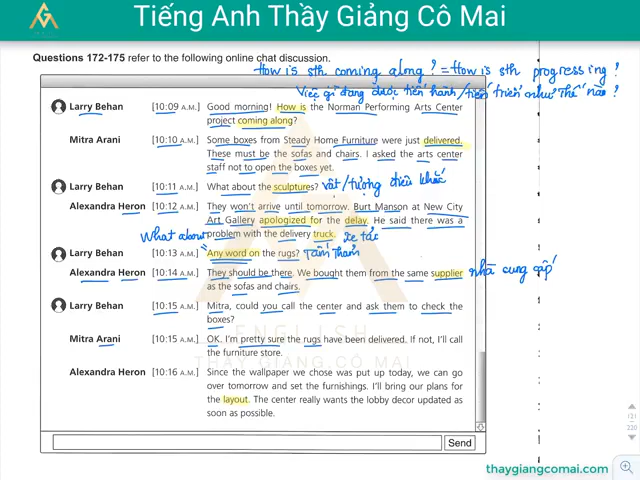 Tiếng Anh Thầy Giảng Cô Mai
Questions 172-175 refer to the following online chat discussion.
How is sth coming along? = How is sth progressing?
Việc gì đang được tiến hành/tiến triển như thế nào?
Larry Behan [10:09 A.M.] Good morning! How is the Norman Performing Arts Center
project coming along?
Mitra Arani [10:10 A.M.] Some boxes from Steady Home Furniture were just delivered.
These must be the sofas and chairs. I asked the arts center
staff not to open the boxes yet.
Larry Behan [10:11 A.M.] What about the sculptures? vật/tượng điêu khắc
Alexandra Heron [10:12 A.M.] They won't arrive until tomorrow. Burt Manson at New City
Art Gallery apologized for the delay. He said there was a
What about problem with the delivery truck. xe tải
Larry Behan [10:13 A.M.] Any word on the rugs? Tấm thảm
Alexandra Heron [10:14 A.M.] They should be there. We bought them from the same supplier nhà cung cấp
as the sofas and chairs.
Larry Behan [10:15 A.M.] Mitra, could you call the center and ask them to check the
boxes?
Mitra Arani [10:15 A.M.] OK. I'm pretty sure the rugs have been delivered. If not, I'll call
the furniture store.
Alexandra Heron [10:16 A.M.] Since the wallpaper we chose was put up today, we can go
over tomorrow and set the furnishings. I'll bring our plans for
the layout. The center really wants the lobby decor updated as
soon as possible.
ENGLISH
THẦY GIẢNG.CÔ MAI
Send
121
220
thaygiangcomai.com